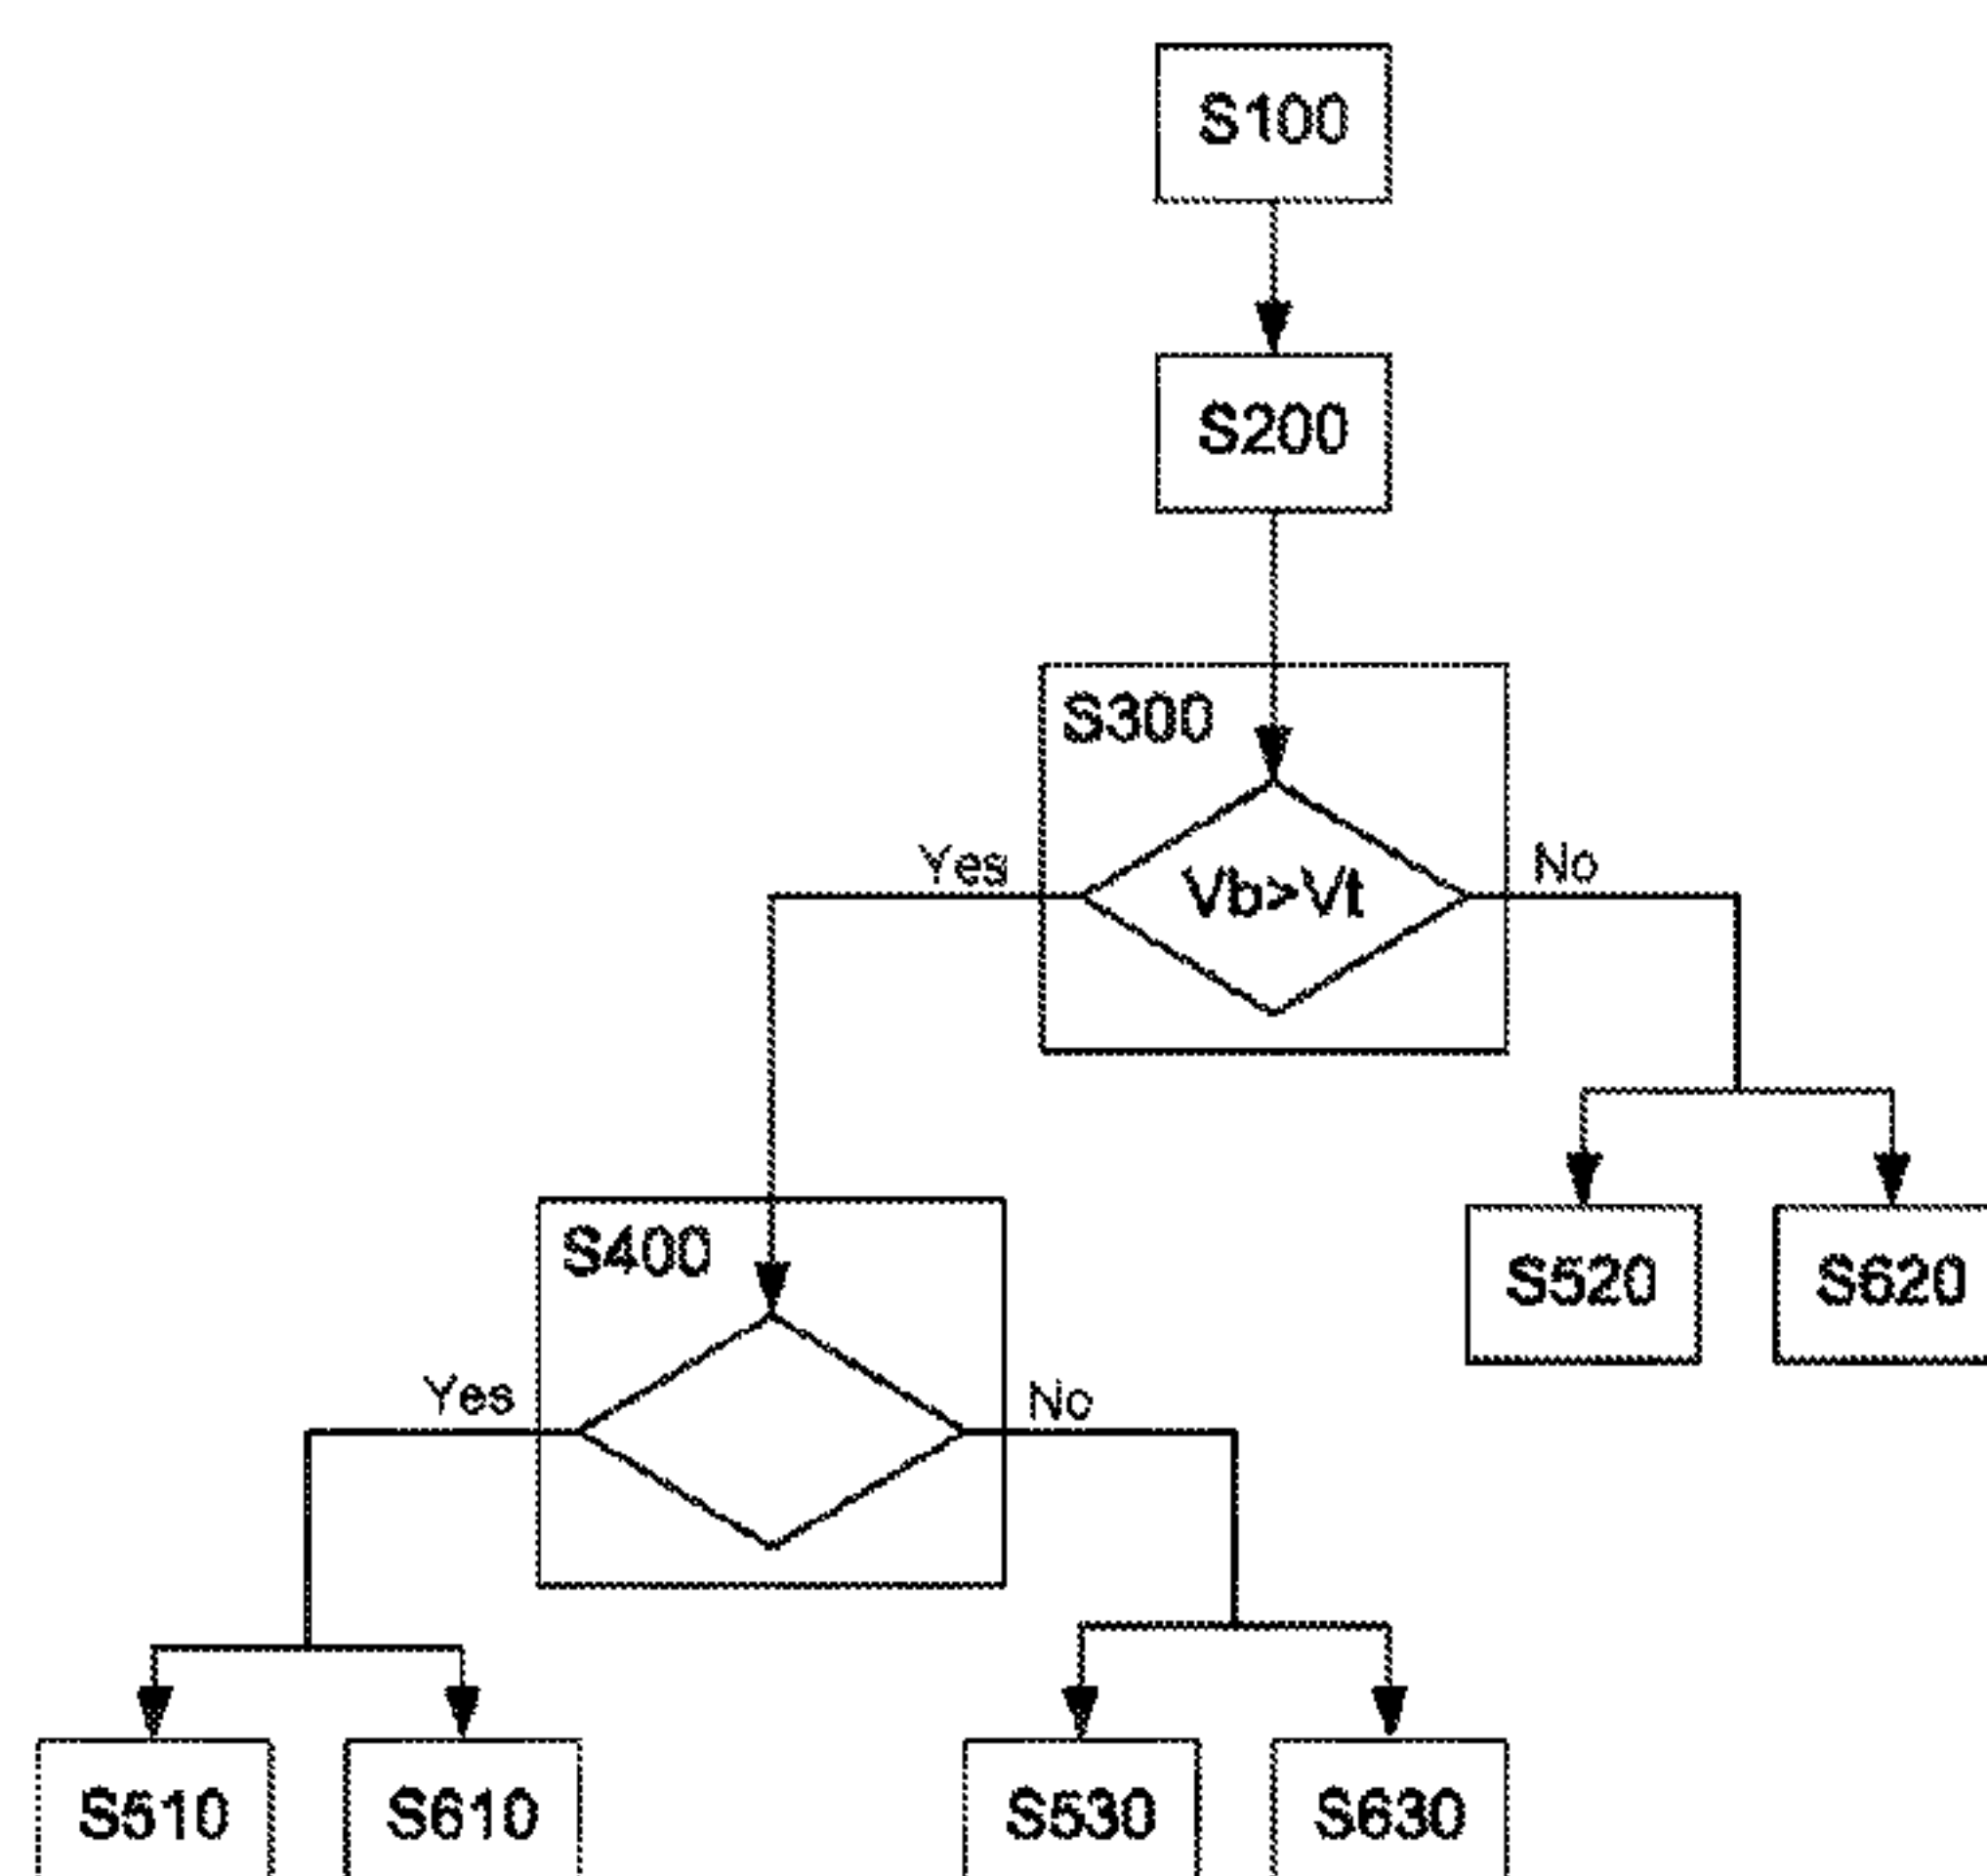 S100
S200
S300
Yes
Vb>Vt
No
S400
S520
S620
Yes
No
S510
S610
S530
S630